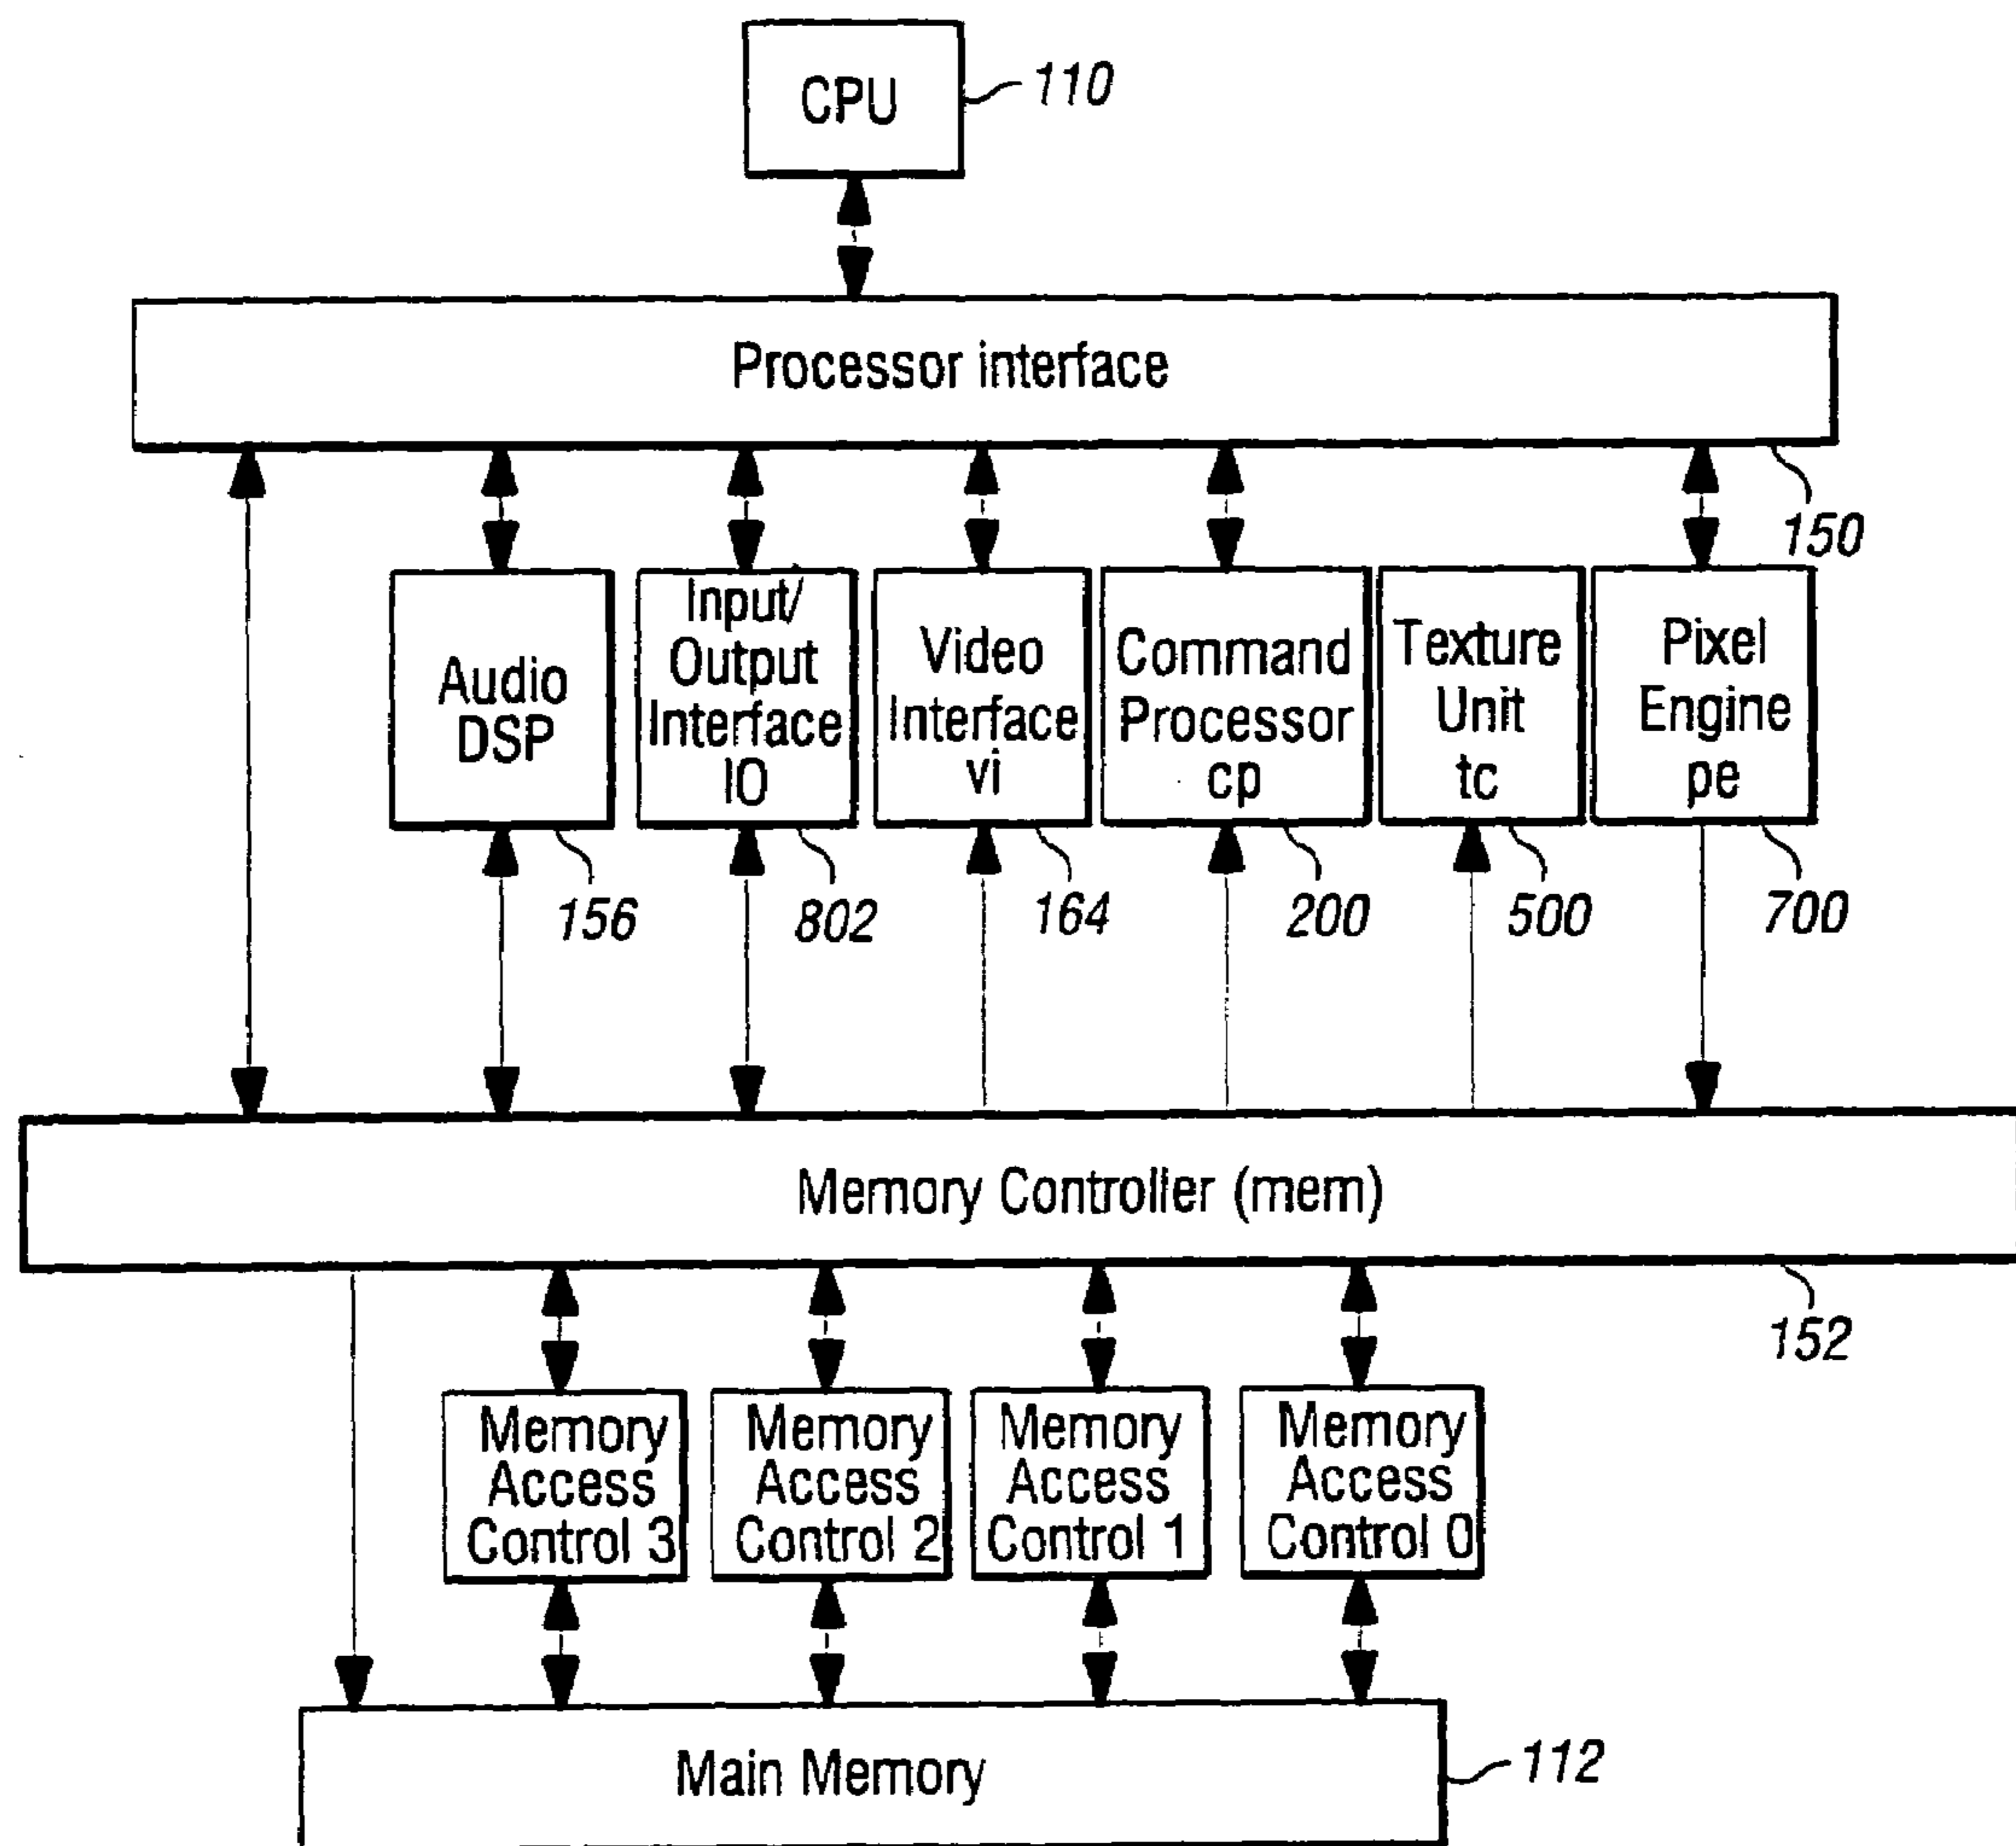 CPU
110
Processor interface
150
Audio
DSP
156
Input/
Output
Interface
IO
802
Video
Interface
vi
164
Command
Processor
cp
200
Texture
Unit
tc
500
Pixel
Engine
pe
700
Memory Controller (mem)
152
Memory
Access
Control 3
Memory
Access
Control 2
Memory
Access
Control 1
Memory
Access
Control 0
Main Memory
112